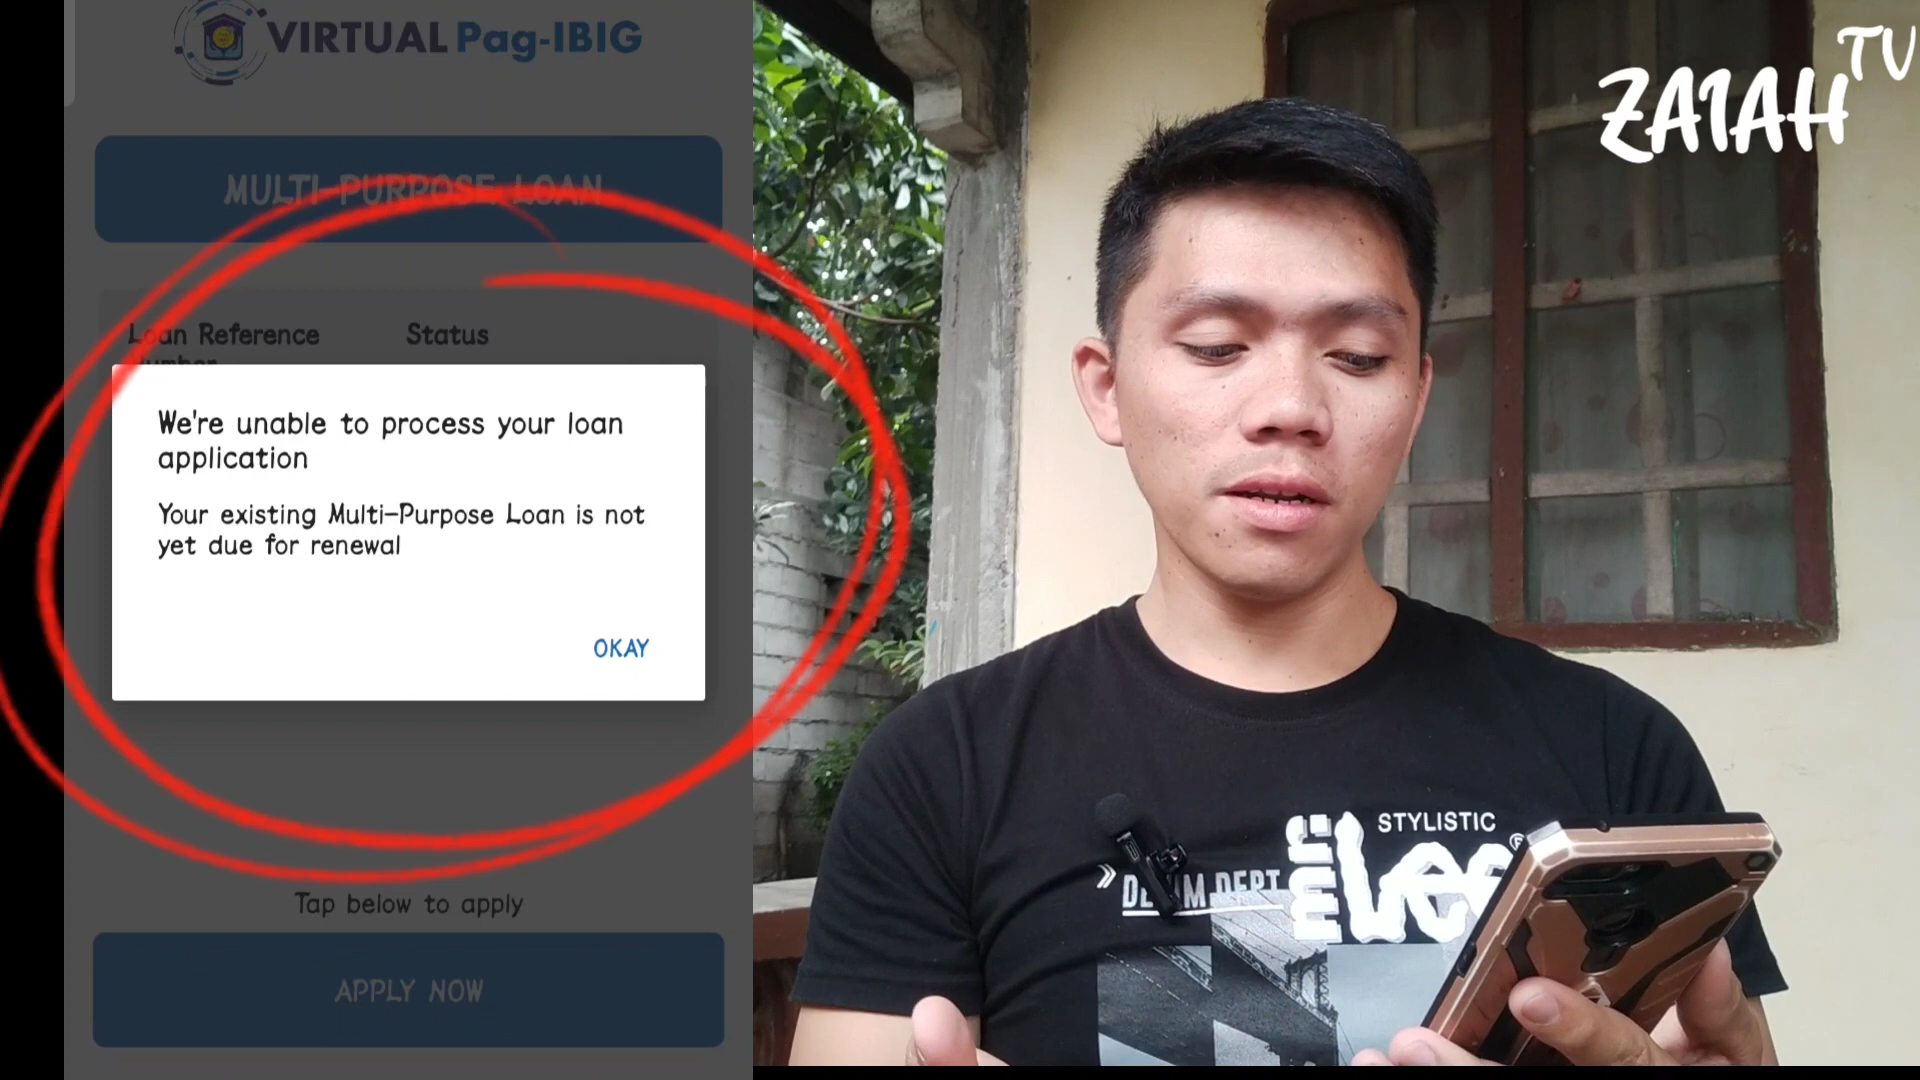 VIRTUAL Pag-IBIG
MULTI-PURPOSE LOAN
Loan Reference
Number
Status
We're unable to process your loan
application
Your existing Multi-Purpose Loan is not
yet due for renewal
OKAY
Tap below to apply
APPLY NOW
ZAIAH TV
STYLISTIC
Lee
DENIM DEPT